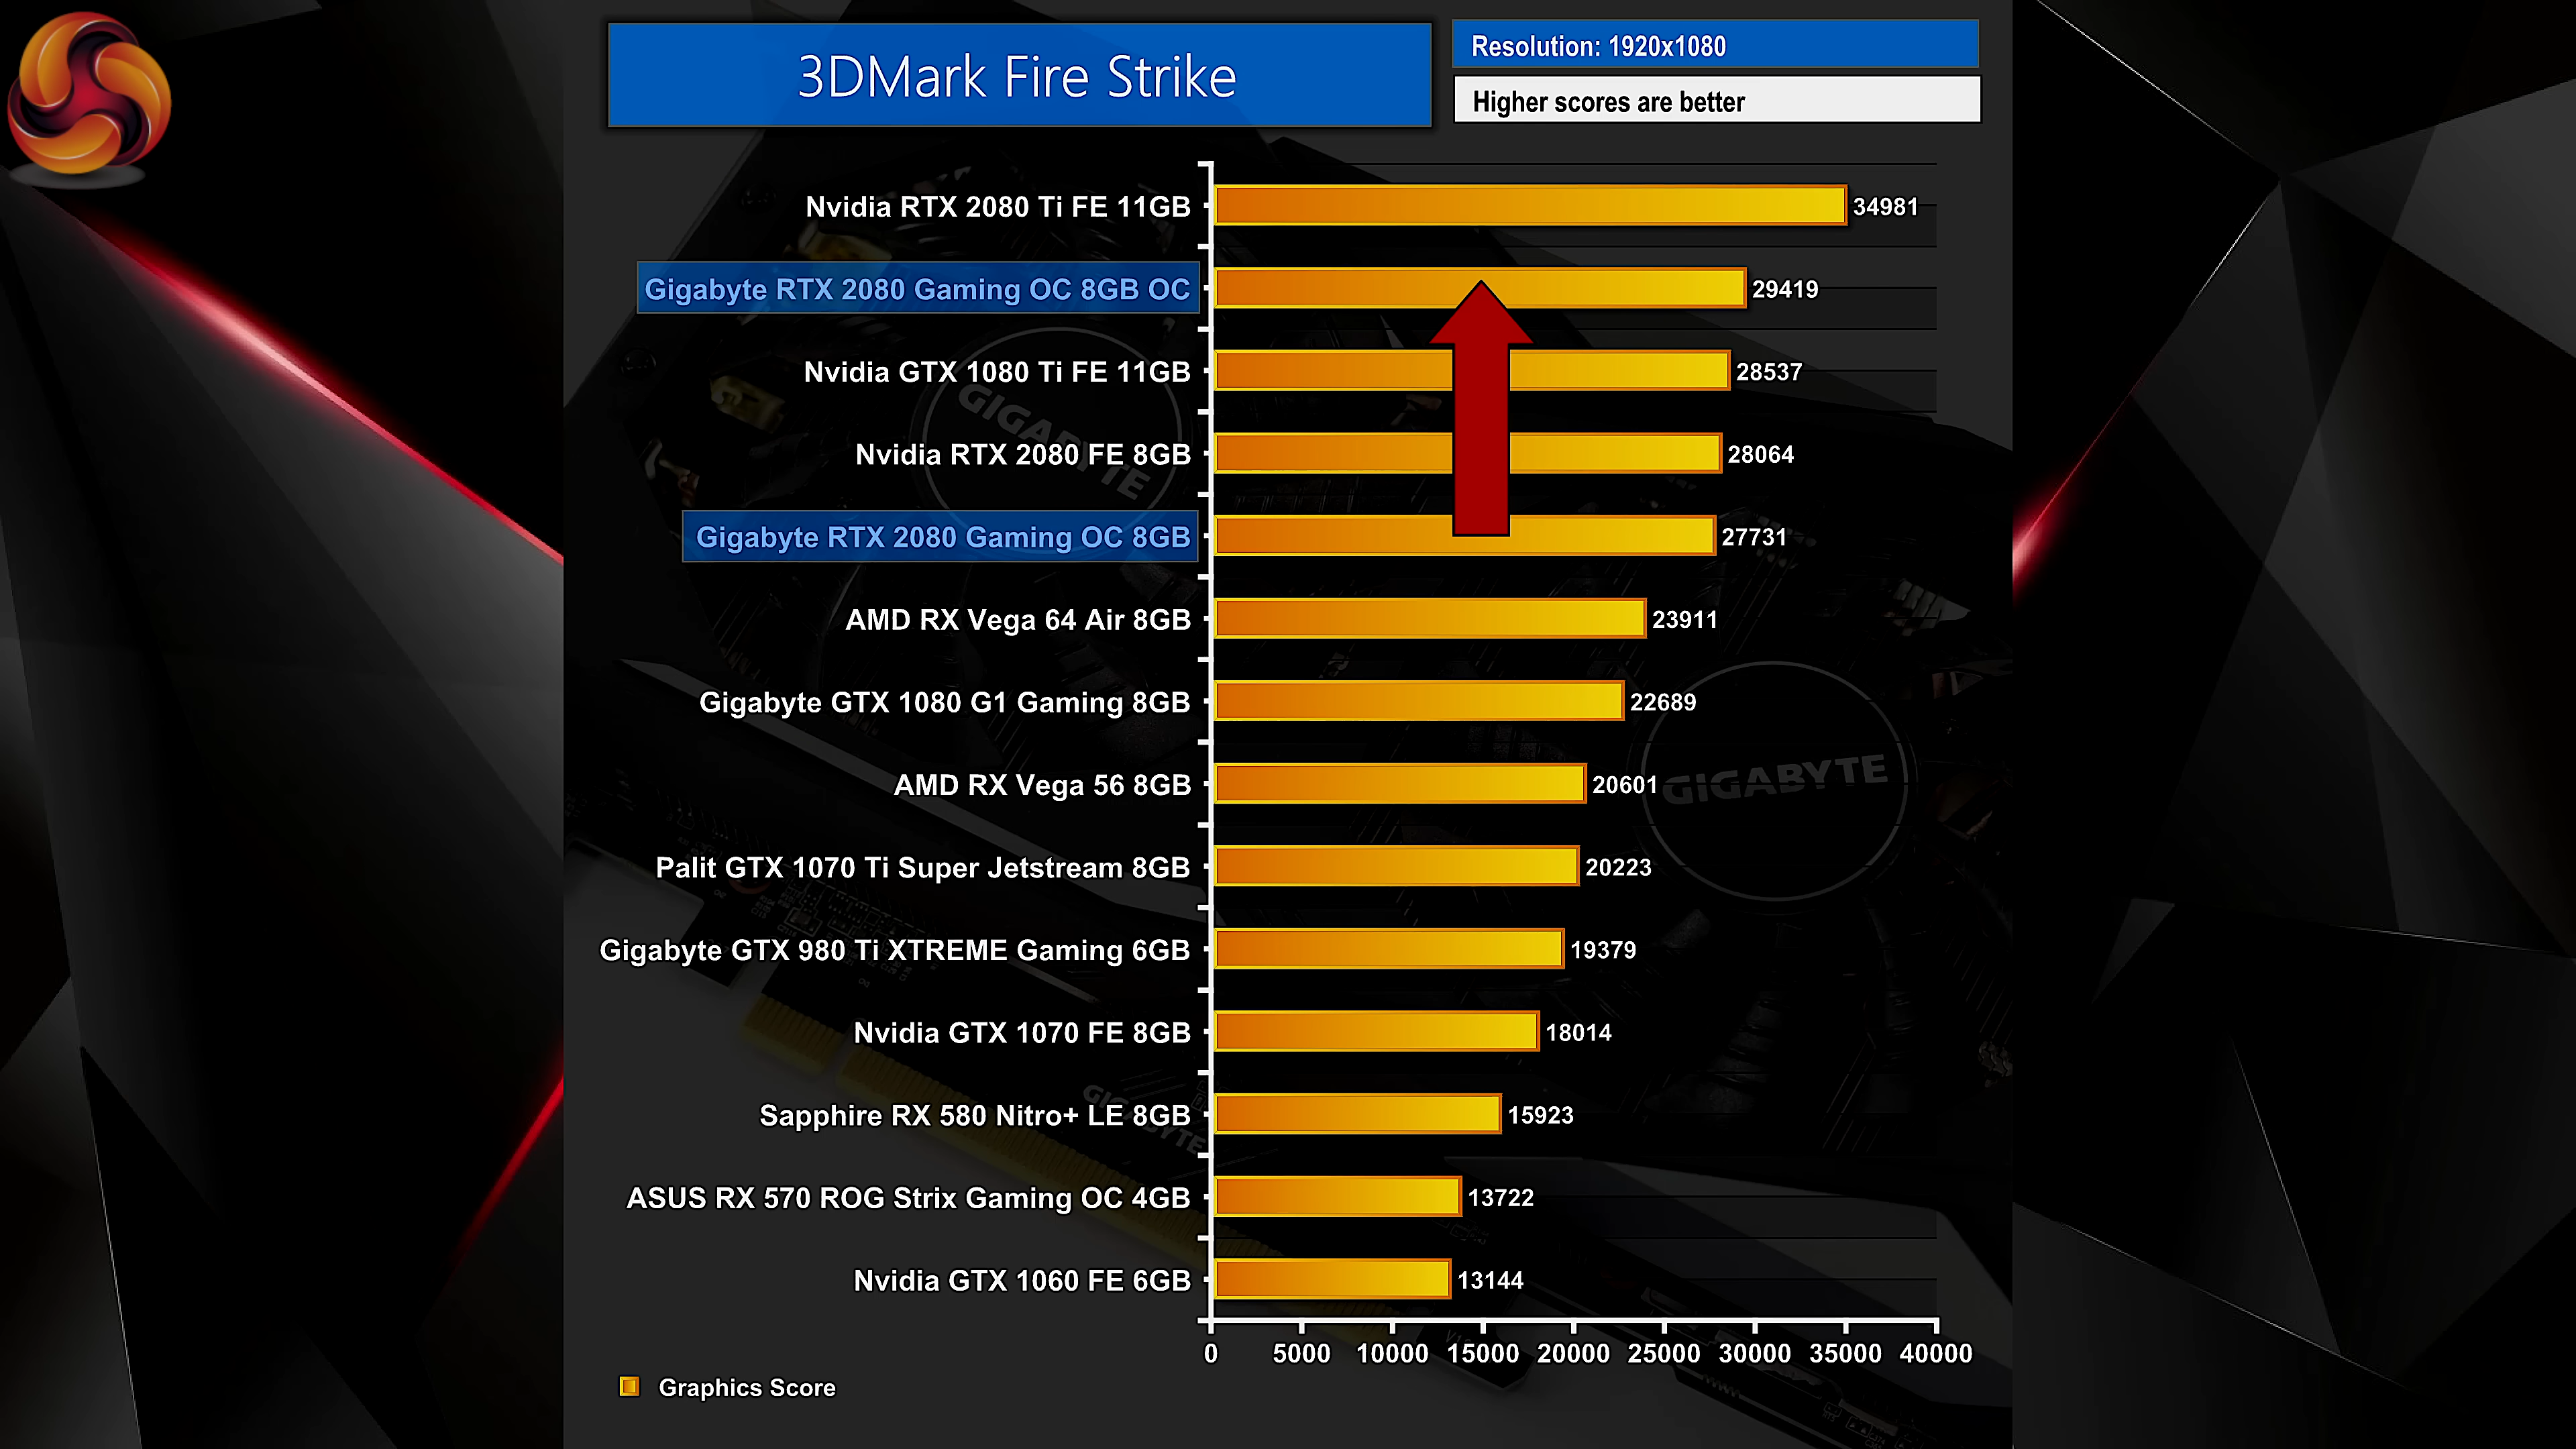 3DMark Fire Strike
Resolution: 1920x1080
Higher scores are better
Nvidia RTX 2080 Ti FE 11GB 34981
Gigabyte RTX 2080 Gaming OC 8GB OC 29419
Nvidia GTX 1080 Ti FE 11GB 28537
Nvidia RTX 2080 FE 8GB 28064
Gigabyte RTX 2080 Gaming OC 8GB 27731
AMD RX Vega 64 Air 8GB 23911
Gigabyte GTX 1080 G1 Gaming 8GB 22689
AMD RX Vega 56 8GB 20601
Palit GTX 1070 Ti Super Jetstream 8GB 20223
Gigabyte GTX 980 Ti XTREME Gaming 6GB 19379
Nvidia GTX 1070 FE 8GB 18014
Sapphire RX 580 Nitro+ LE 8GB 15923
ASUS RX 570 ROG Strix Gaming OC 4GB 13722
Nvidia GTX 1060 FE 6GB 13144
0 5000 10000 15000 20000 25000 30000 35000 40000
Graphics Score
GIGABYTE
GIGABYTE
GIGABYTE